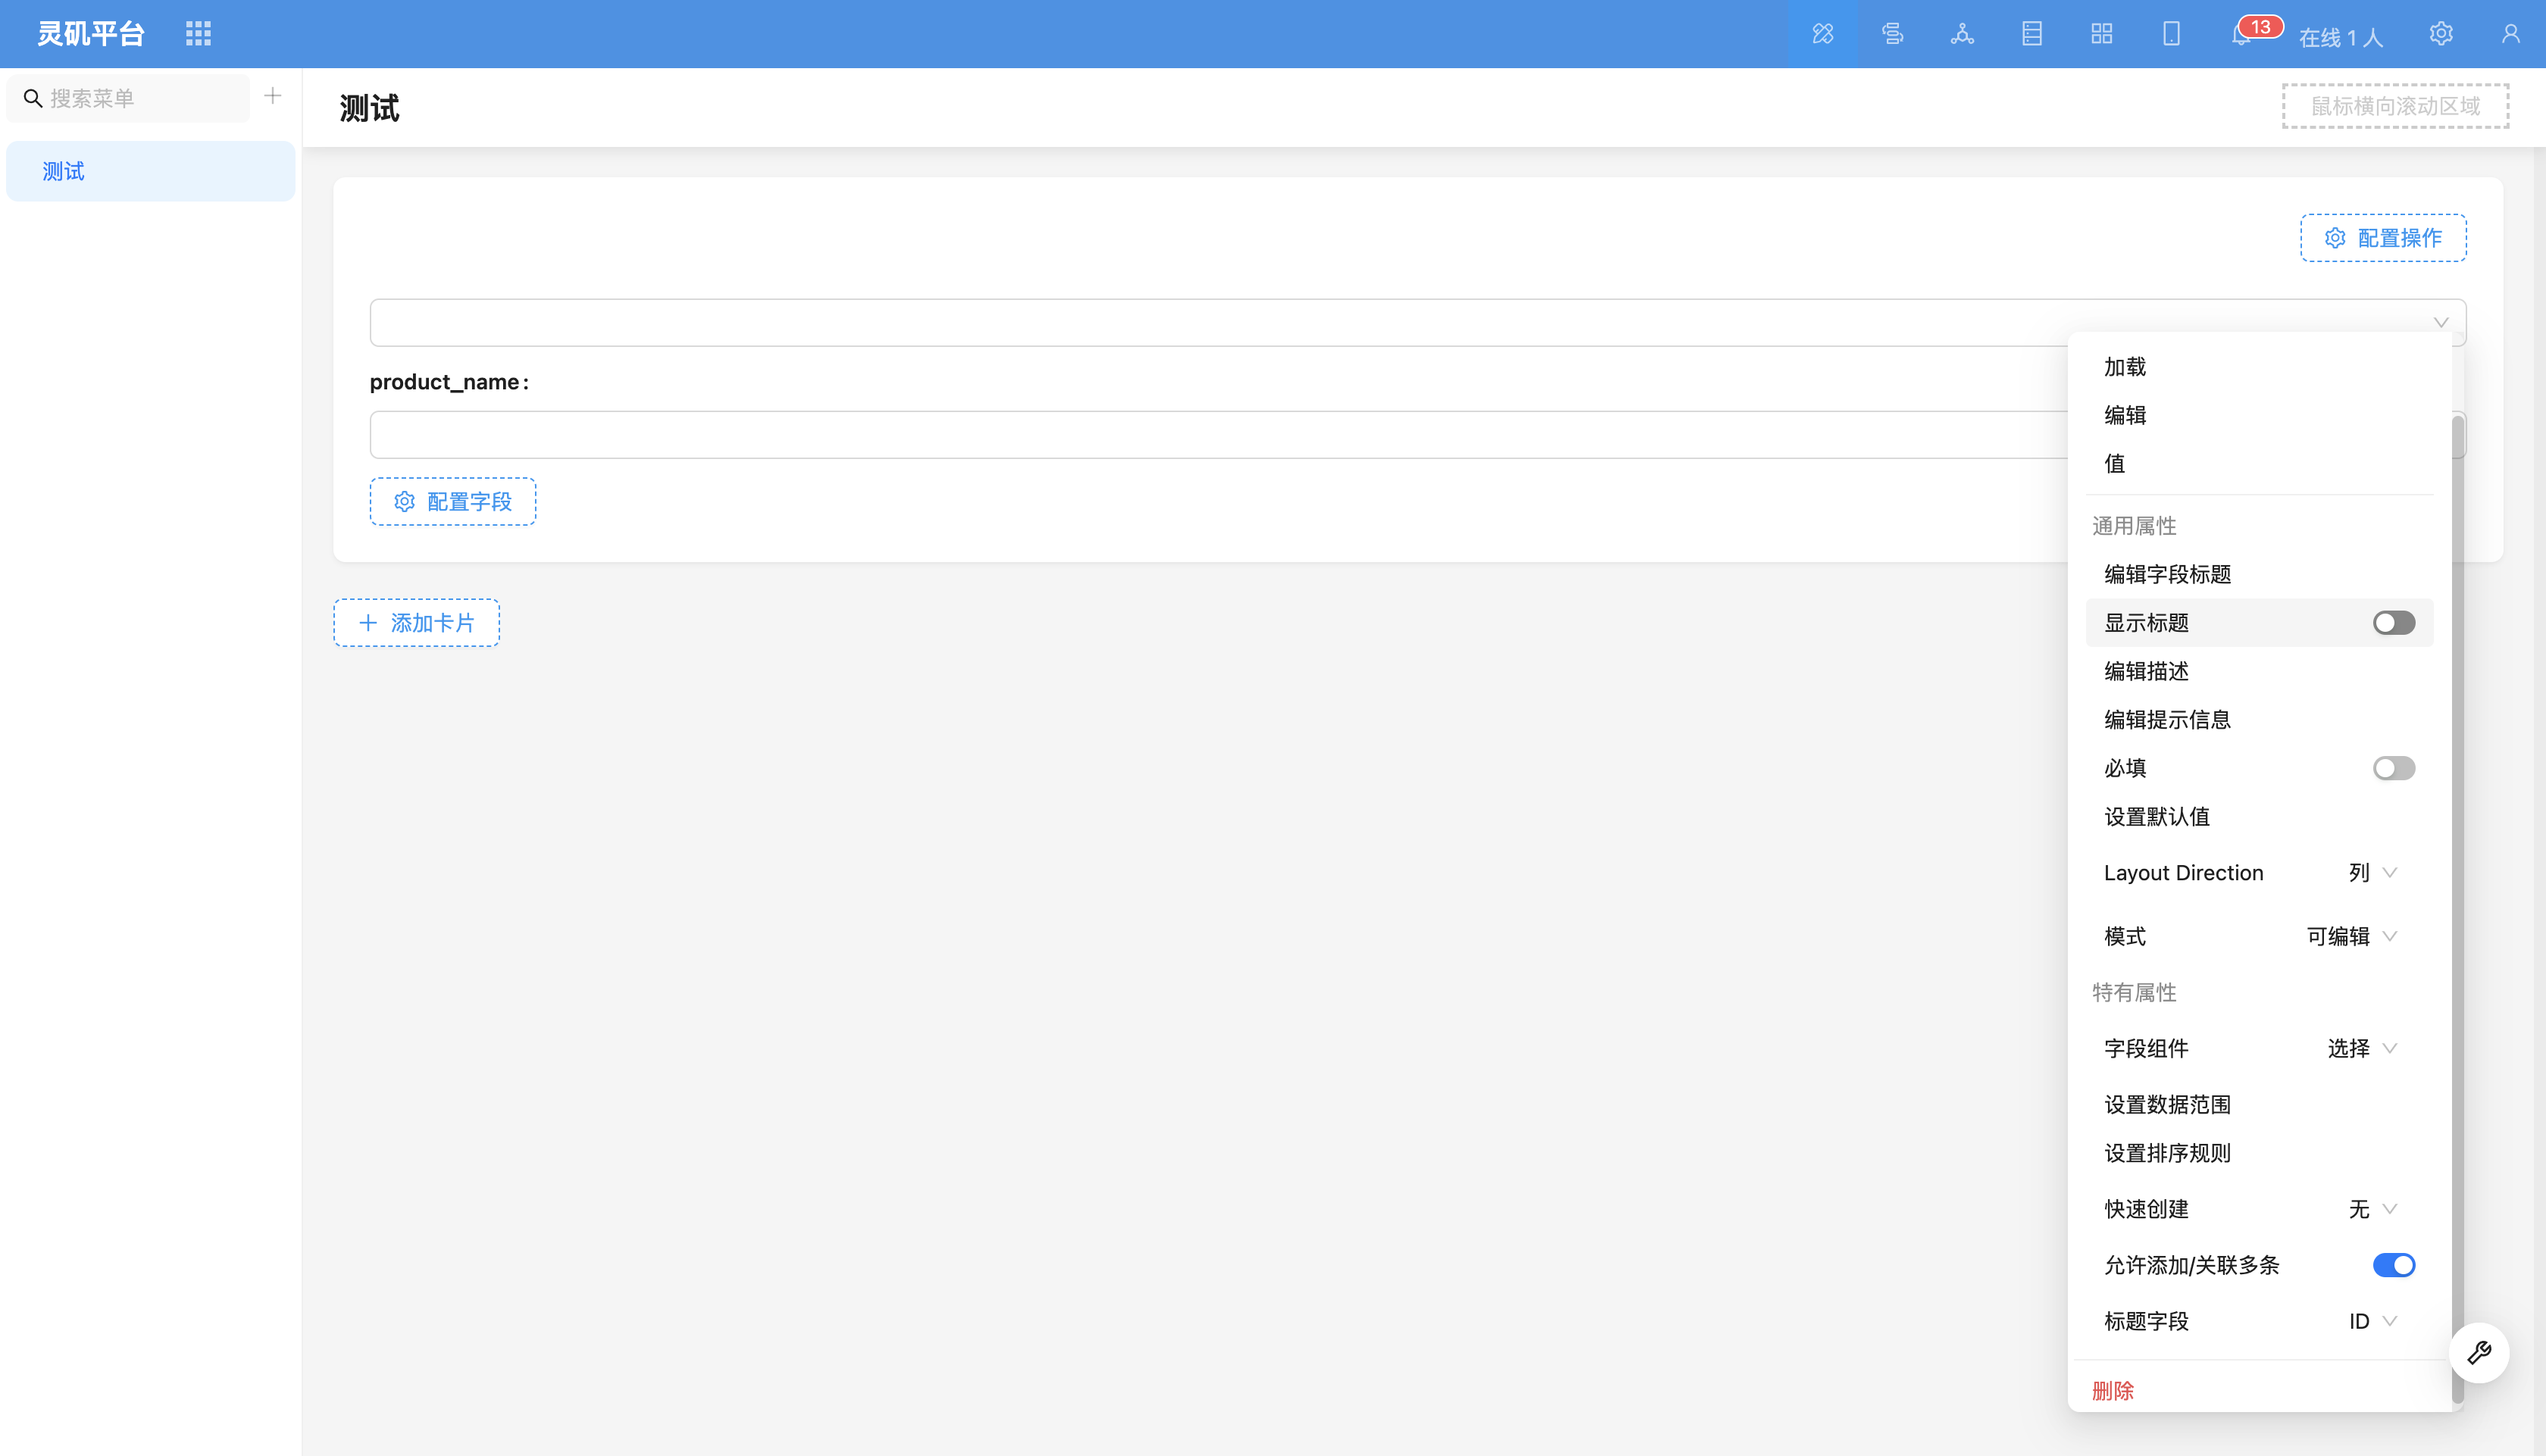 灵矶平台
13
在线 1 人
搜索菜单
测试
测试
鼠标横向滚动区域
配置操作
product_name:
配置字段
添加卡片
加载
编辑
值
通用属性
编辑字段标题
显示标题
编辑描述
编辑提示信息
必填
设置默认值
Layout Direction 列
模式 可编辑
特有属性
字段组件 选择
设置数据范围
设置排序规则
快速创建 无
允许添加/关联多条
标题字段 ID
删除